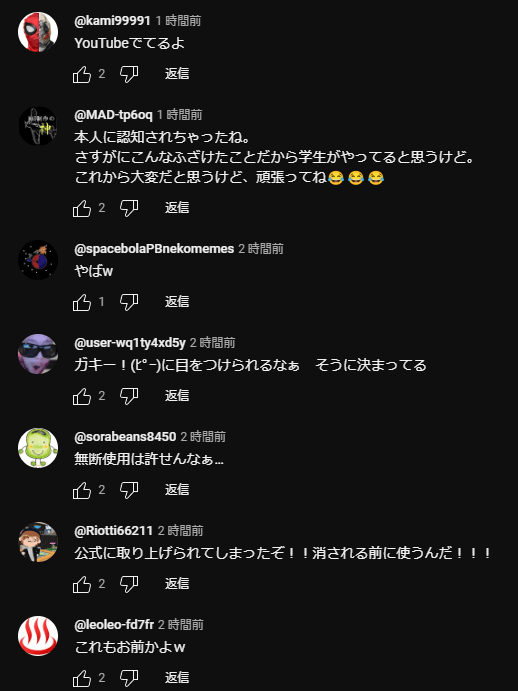 @kami99991 1 時間前
YouTubeでてるよ
2 返信
@MAD-tp6oq 1 時間前
本人に認知されちゃったね。
さすがにこんなふざけたことだから学生がやってると思うけど。
これから大変だと思うけど、頑張ってね😂😂😂
2 返信
@spacebolaPBnekomemes 2 時間前
やばw
1 返信
@user-wq1ty4xd5y 2 時間前
ガキー！(ﾋﾟｰ)に目をつけられるなぁ　そうに決まってる
2 返信
@sorabeans8450 2 時間前
無断使用は許せんなぁ...
2 返信
@Riotti66211 2 時間前
公式に取り上げられてしまったぞ！！消される前に使うんだ！！！
2 返信
@leoleo-fd7fr 2 時間前
これもお前かよｗ
2 返信